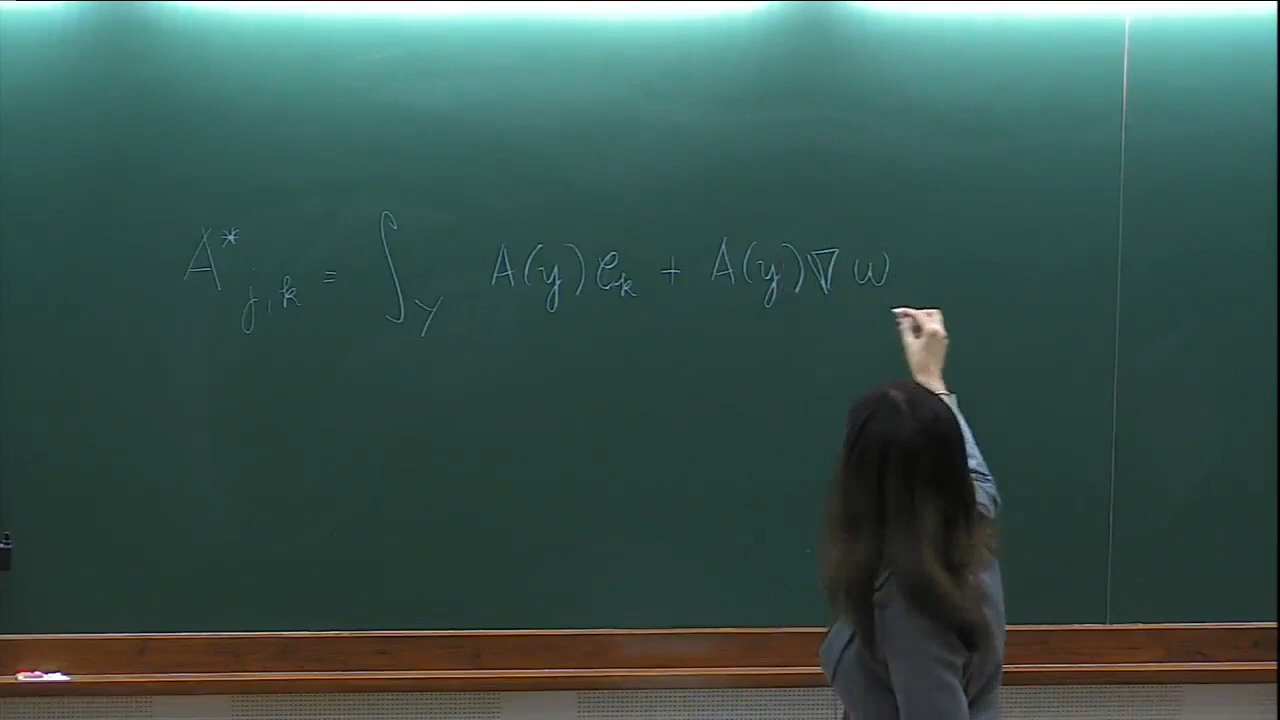 A*_{j,k} = ∫_Y A(y) e_k + A(y) ∇ w